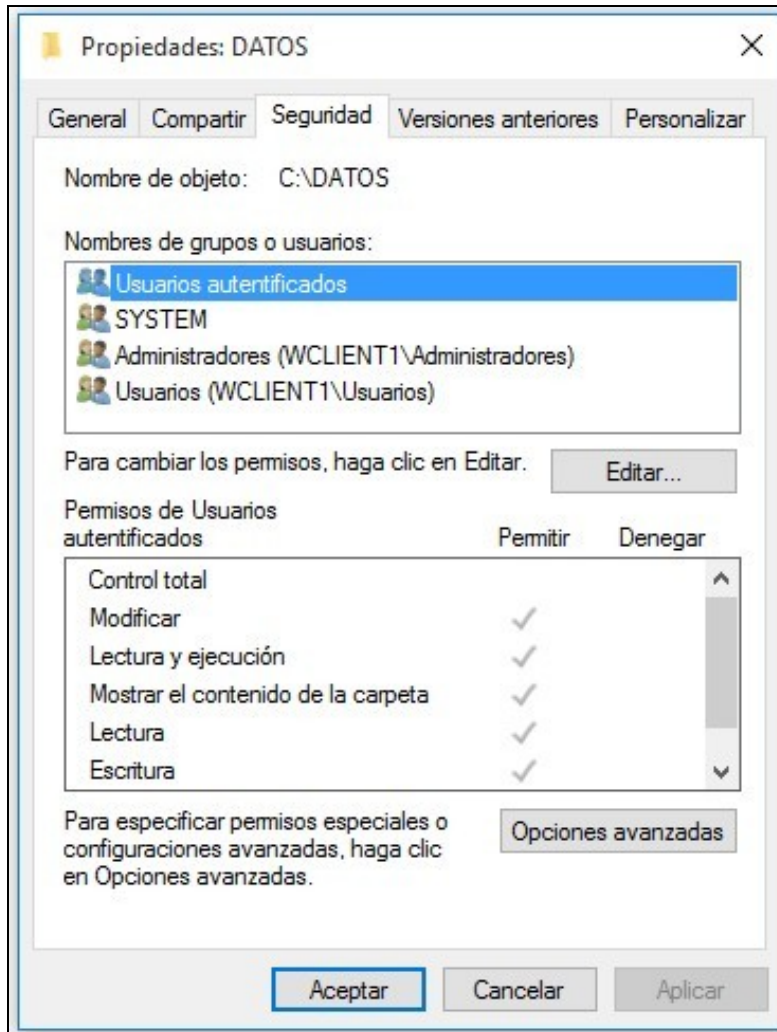 Propiedades: DATOS
General Compartir Seguridad Versiones anteriores Personalizar
Nombre de objeto: C:\DATOS
Nombres de grupos o usuarios:
Usuarios autentificados
SYSTEM
Administradores (WCLIENT1\Administradores)
Usuarios (WCLIENT1\Usuarios)
Para cambiar los permisos, haga clic en Editar. Editar...
Permisos de Usuarios
autentificados Permitir Denegar
Control total
Modificar
Lectura y ejecución
Mostrar el contenido de la carpeta
Lectura
Escritura
Para especificar permisos especiales o
configuraciones avanzadas, haga clic
en Opciones avanzadas.
Opciones avanzadas
Aceptar Cancelar Aplicar